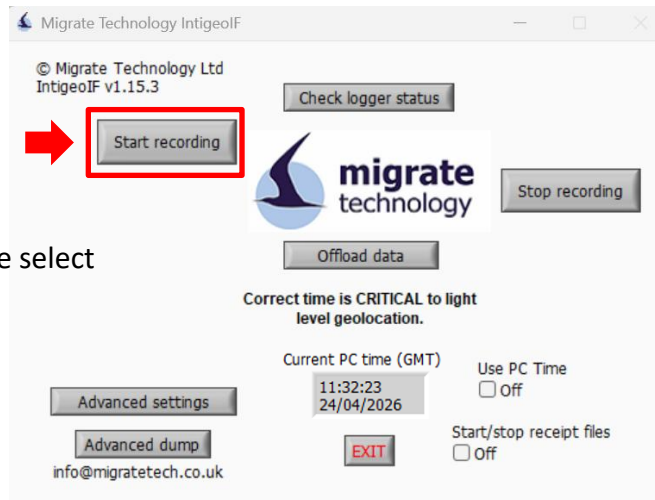 Migrate Technology IntigeoIF
© Migrate Technology Ltd
IntigeoIF v1.15.3
Check logger status
Start recording
migrate
technology
Stop recording
e select
Offload data
Correct time is CRITICAL to light
level geolocation.
Current PC time (GMT)
11:32:23
24/04/2026
Use PC Time
Off
Advanced settings
Advanced dump
EXIT
Start/stop receipt files
Off
info@migratetech.co.uk